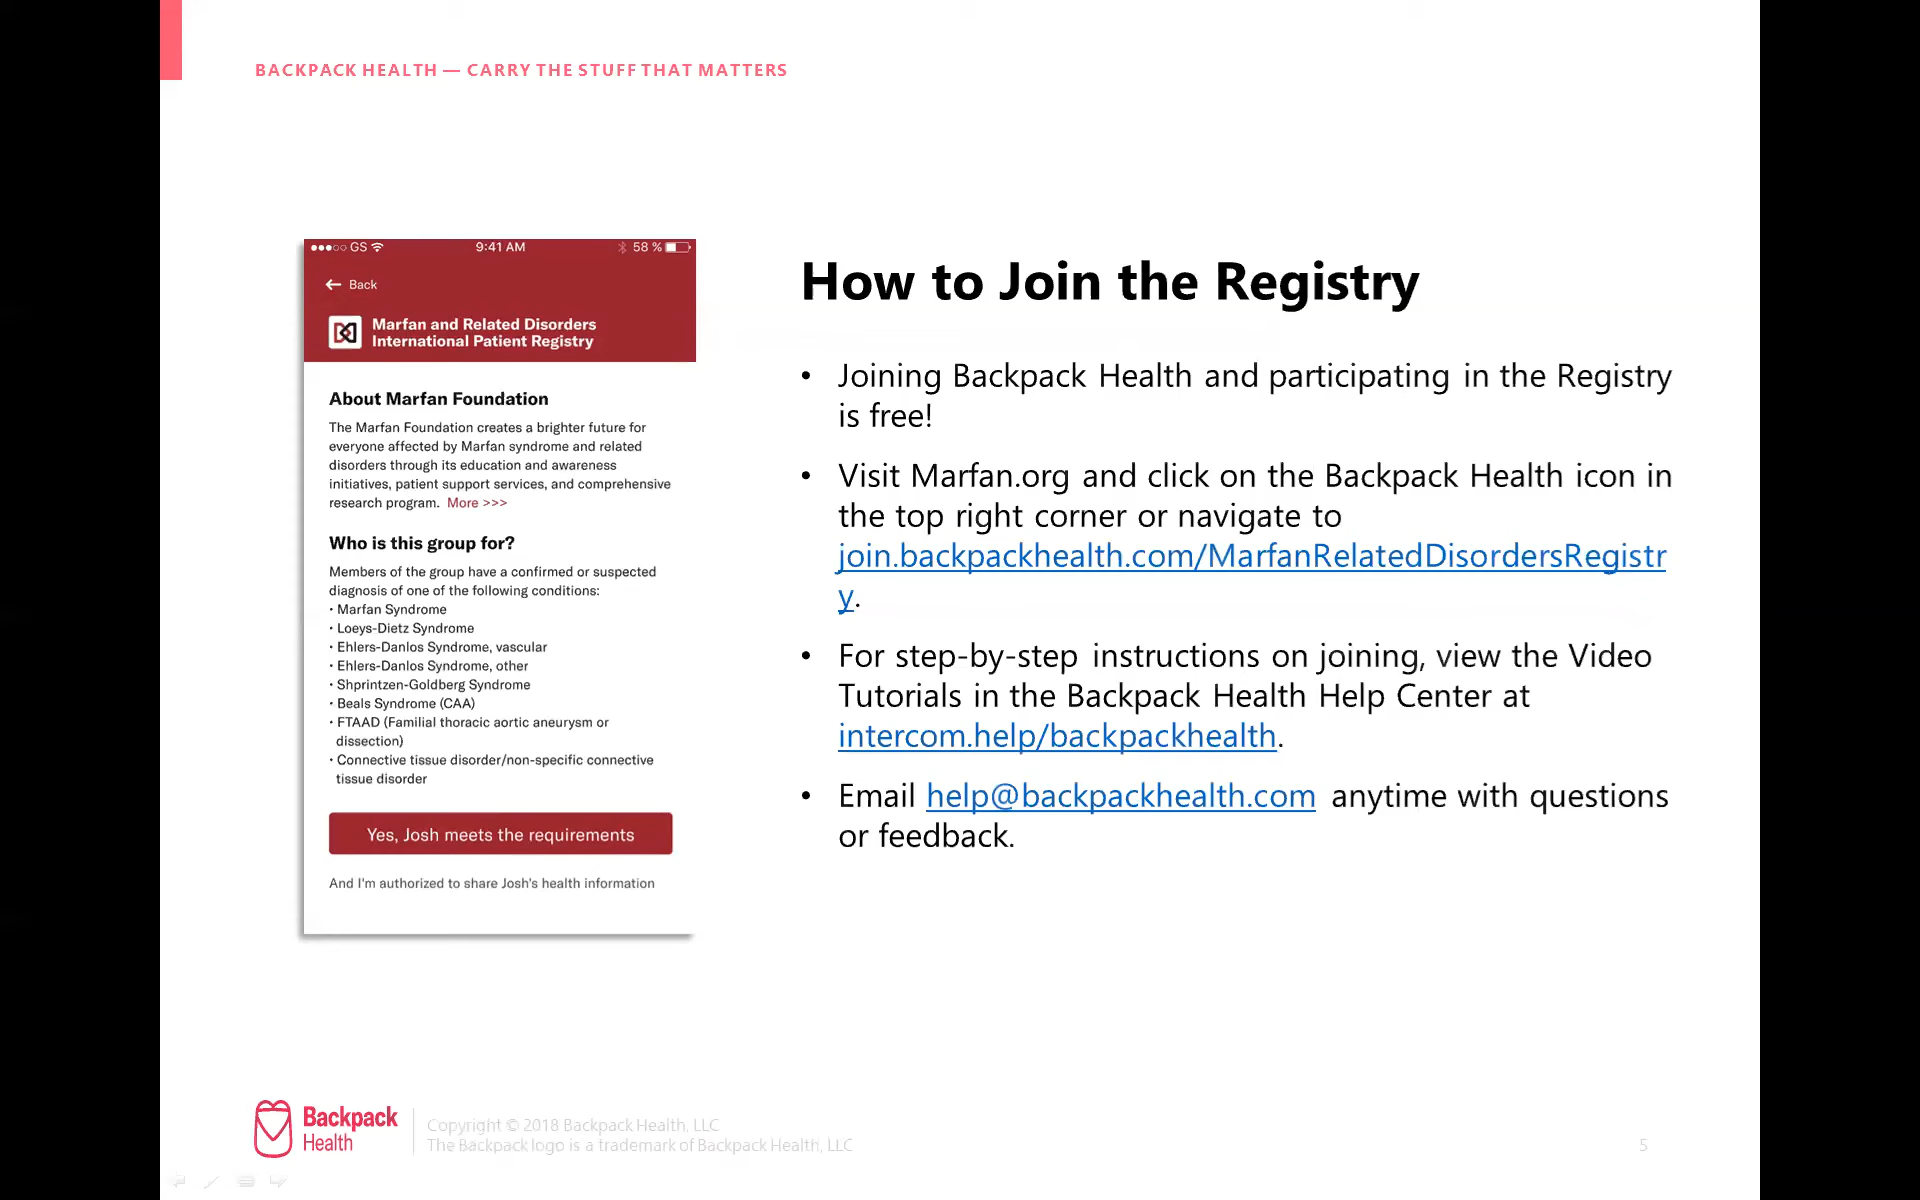 BACKPACK HEALTH — CARRY THE STUFF THAT MATTERS
GS 9:41 AM 58 %
← Back
Marfan and Related Disorders
International Patient Registry
About Marfan Foundation
The Marfan Foundation creates a brighter future for
everyone affected by Marfan syndrome and related
disorders through its education and awareness
initiatives, patient support services, and comprehensive
research program. More >>>
Who is this group for?
Members of the group have a confirmed or suspected
diagnosis of one of the following conditions:
• Marfan Syndrome
• Loeys-Dietz Syndrome
• Ehlers-Danlos Syndrome, vascular
• Ehlers-Danlos Syndrome, other
• Shprintzen-Goldberg Syndrome
• Beals Syndrome (CAA)
• FTAAD (Familial thoracic aortic aneurysm or
dissection)
• Connective tissue disorder/non-specific connective
tissue disorder
Yes, Josh meets the requirements
And I'm authorized to share Josh's health information
How to Join the Registry
• Joining Backpack Health and participating in the Registry
is free!
• Visit Marfan.org and click on the Backpack Health icon in
the top right corner or navigate to
join.backpackhealth.com/MarfanRelatedDisordersRegistr
y.
• For step-by-step instructions on joining, view the Video
Tutorials in the Backpack Health Help Center at
intercom.help/backpackhealth.
• Email help@backpackhealth.com anytime with questions
or feedback.
Backpack
Health
Copyright © 2018 Backpack Health, LLC
The Backpack logo is a trademark of Backpack Health, LLC
5